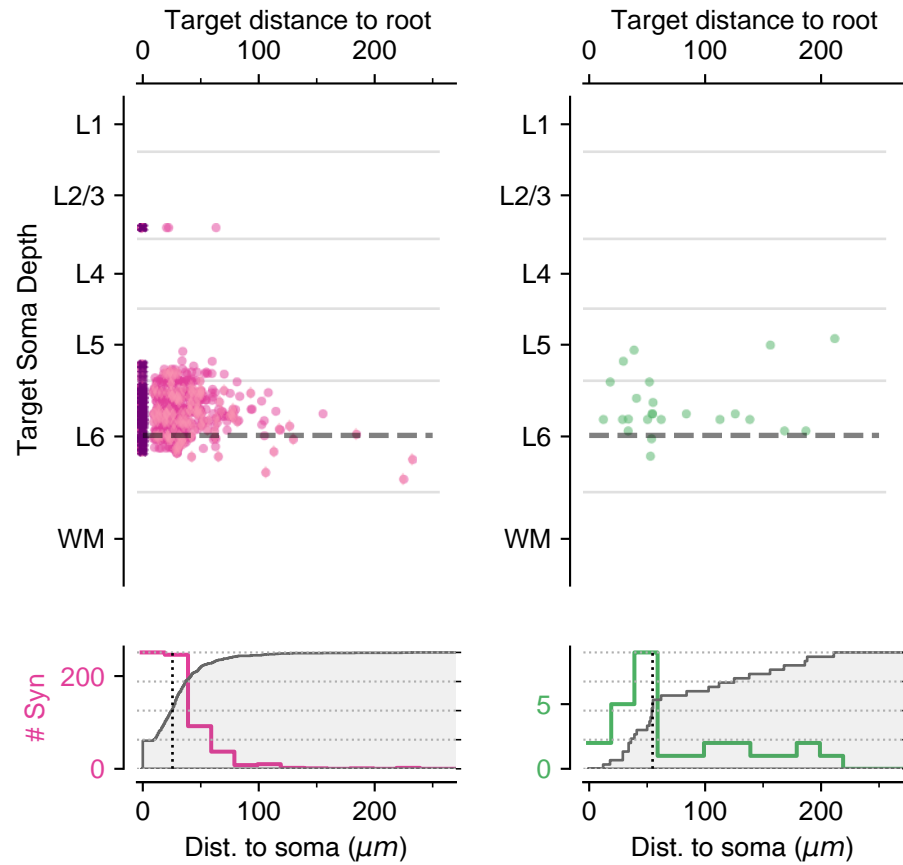 Target distance to root
Target distance to root
0 100 200
0 100 200
Target Soma Depth
L1
L2/3
L4
L5
L6
WM
L1
L2/3
L4
L5
L6
WM
# Syn
200
0
5
0
0 100 200
0 100 200
Dist. to soma (μm)
Dist. to soma (μm)